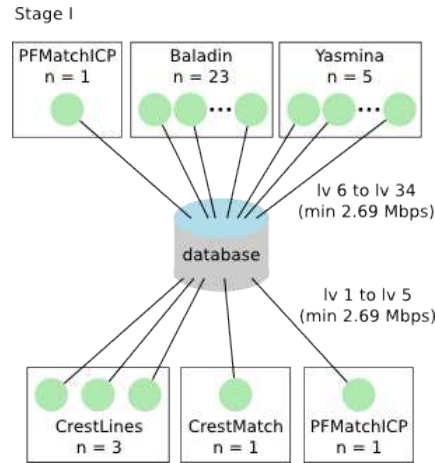 Stage I
PFMatchICP
n = 1
Baladin
n = 23
Yasmina
n = 5
lv 6 to lv 34
(min 2.69 Mbps)
database
lv 1 to lv 5
(min 2.69 Mbps)
CrestLines
n = 3
CrestMatch
n = 1
PFMatchICP
n = 1